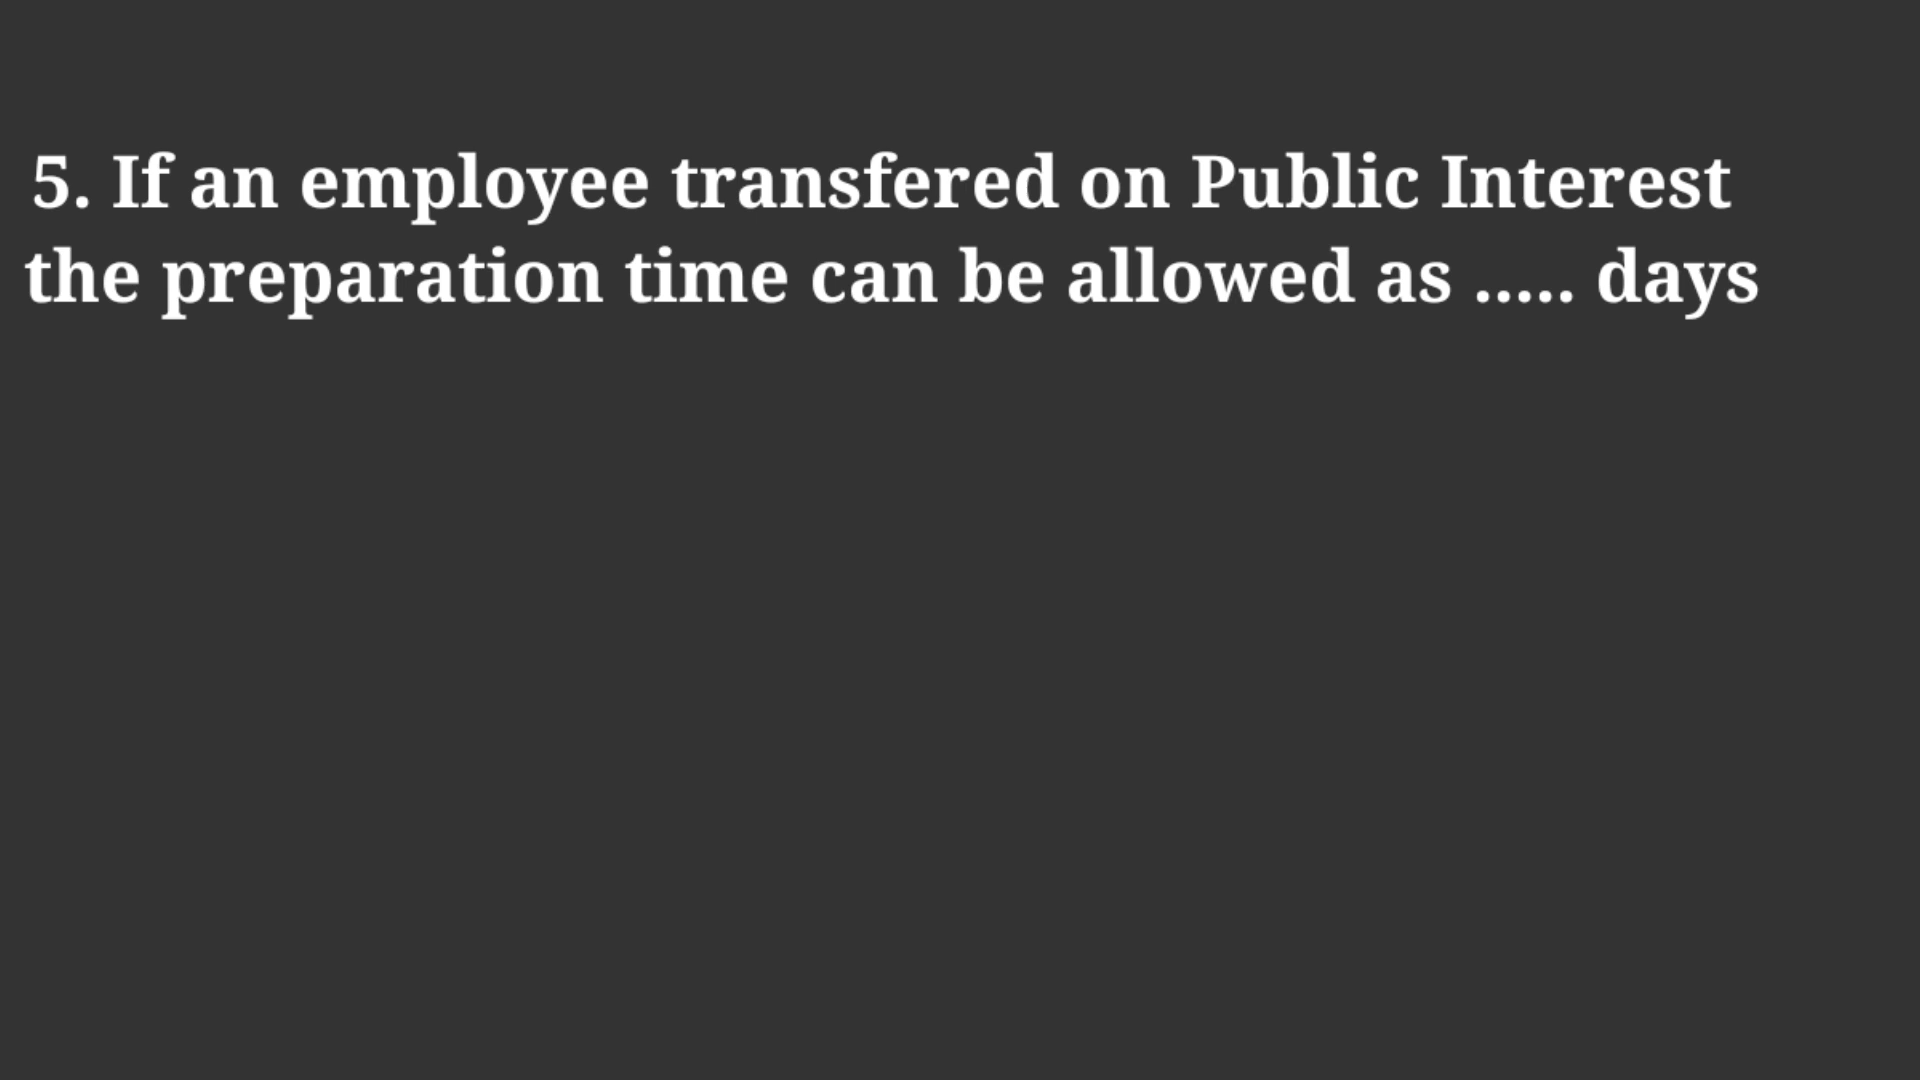 5. If an employee transfered on Public Interest
the preparation time can be allowed as ..... days